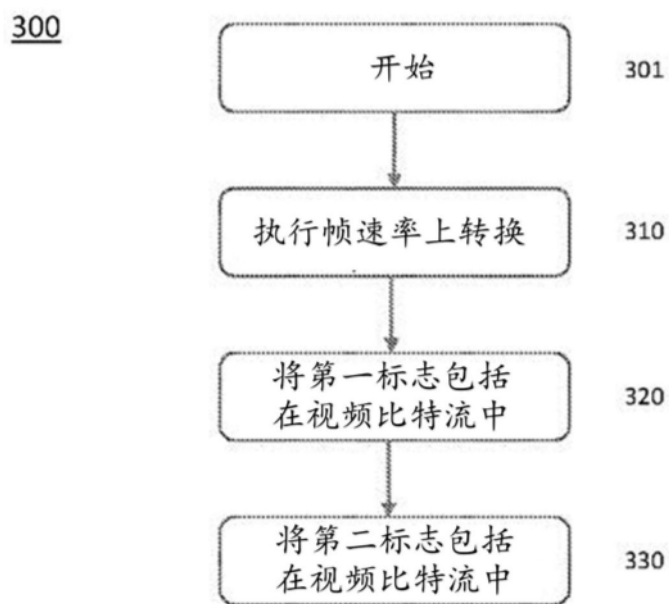 300
开始
301
执行帧速率上转换
310
将第一标志包括
在视频比特流中
320
将第二标志包括
在视频比特流中
330